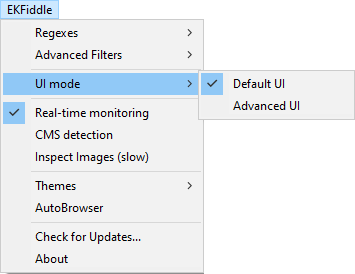 EKFiddle
Regexes
Advanced Filters
UI mode
Default UI
Advanced UI
Real-time monitoring
CMS detection
Inspect Images (slow)
Themes
AutoBrowser
Check for Updates...
About